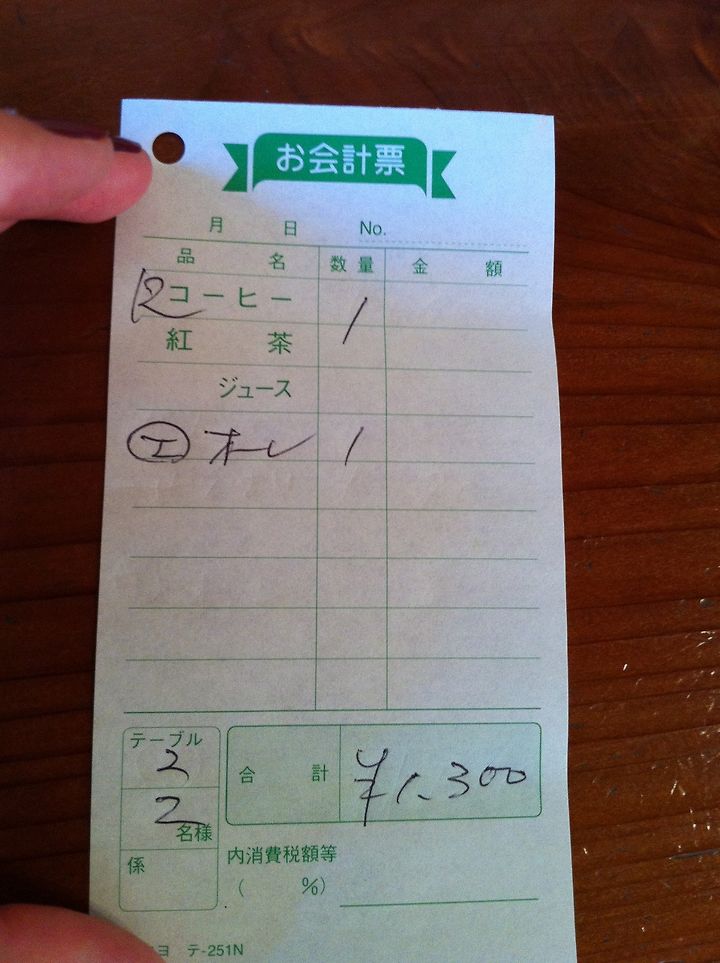 お会計票
月 日 No.
品名 数量 金額
コーヒー 1
紅茶
ジュース
エ オーレ 1
テーブル
2
2名様
係
合計 ¥1,300
内消費税額等
( %)
ヨ テ-251N